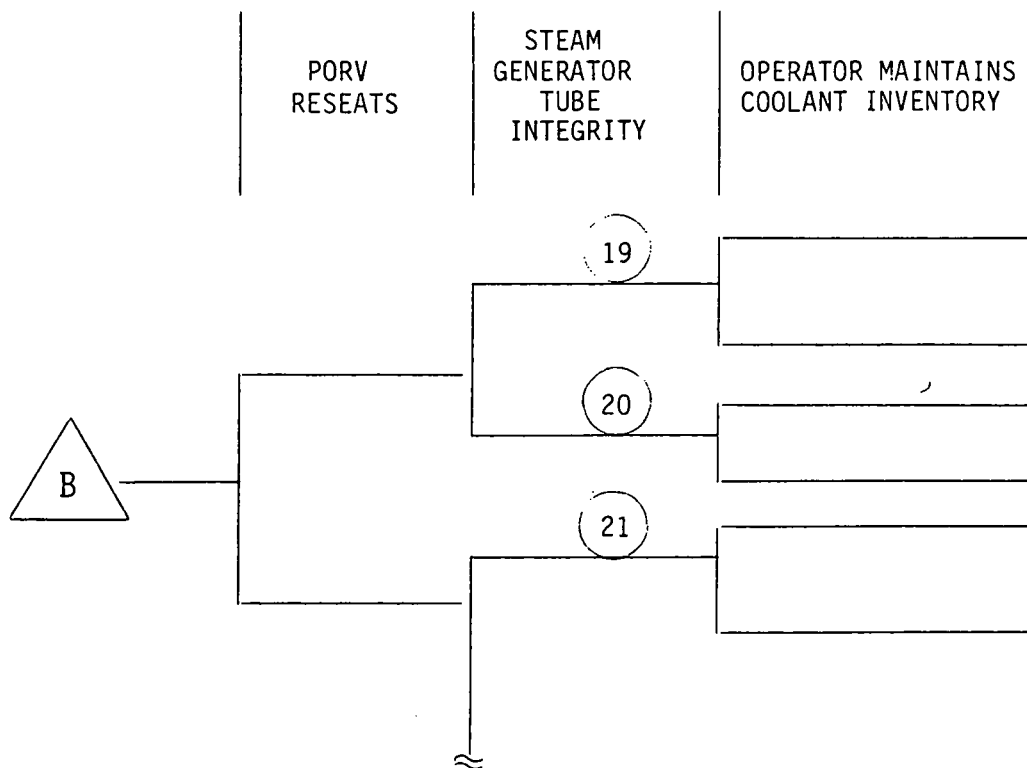 PORV
RESEATS
STEAM
GENERATOR
TUBE
INTEGRITY
OPERATOR MAINTAINS
COOLANT INVENTORY
19
20
B
21